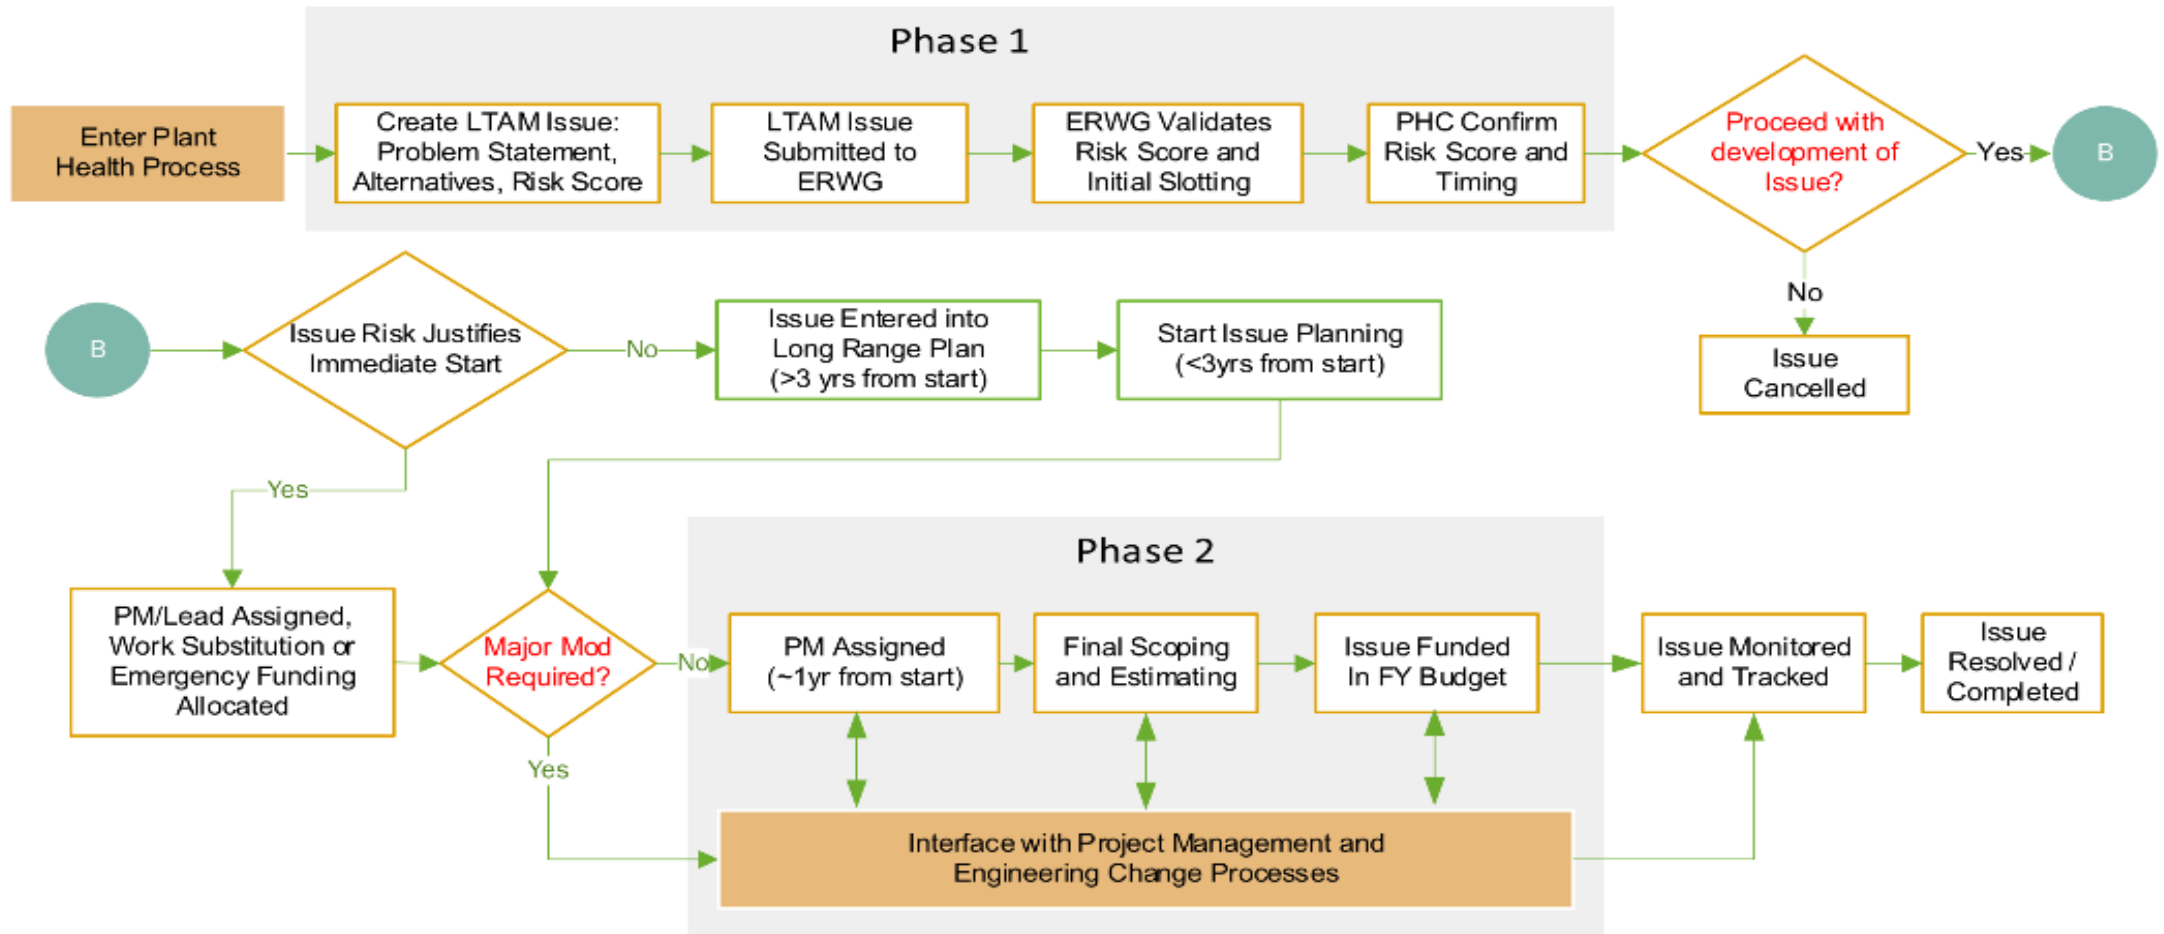 Phase 1
Enter Plant
Health Process
Create LTAM Issue:
Problem Statement,
Alternatives, Risk Score
LTAM Issue
Submitted to
ERWG
ERWG Validates
Risk Score and
Initial Slotting
PHC Confirm
Risk Score and
Timing
Proceed with
development of
Issue?
Yes
B
No
Issue
Cancelled
B
Issue Risk Justifies
Immediate Start
No
Issue Entered into
Long Range Plan
(>3 yrs from start)
Start Issue Planning
(<3yrs from start)
Yes
PM/Lead Assigned,
Work Substitution or
Emergency Funding
Allocated
Major Mod
Required?
No
Yes
Phase 2
PM Assigned
(~1yr from start)
Final Scoping
and Estimating
Issue Funded
In FY Budget
Issue Monitored
and Tracked
Issue
Resolved /
Completed
Interface with Project Management and
Engineering Change Processes